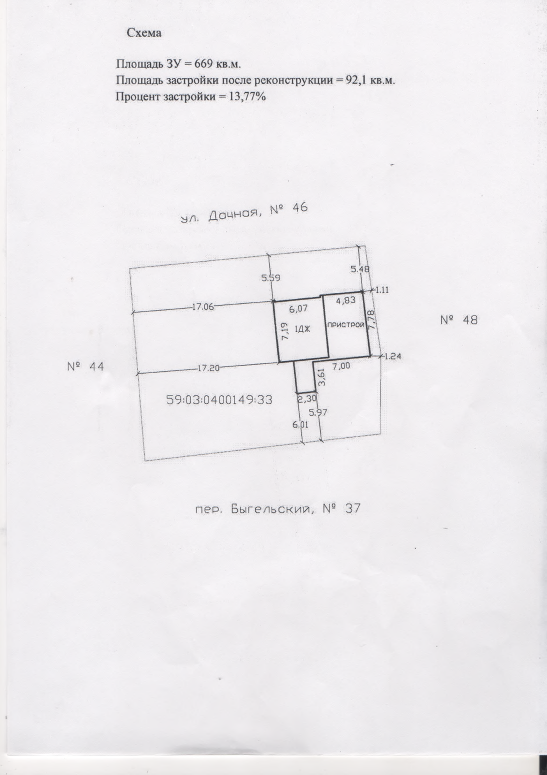 Схема
Площадь ЗУ = 669 кв.м.
Площадь застройки после реконструкции = 92,1 кв.м.
Процент застройки = 13,77%
ул. Дачная, № 46
5.59
5.48
1.11
17.06
6,07
4,83
7,19
1ДЖ
ПРИСТРОЙ
7,78
№ 48
1.24
№ 44
17.20
7,00
3,61
59:03:0400149:33
2,30
5.97
6,01
пер. Выгельский, № 37